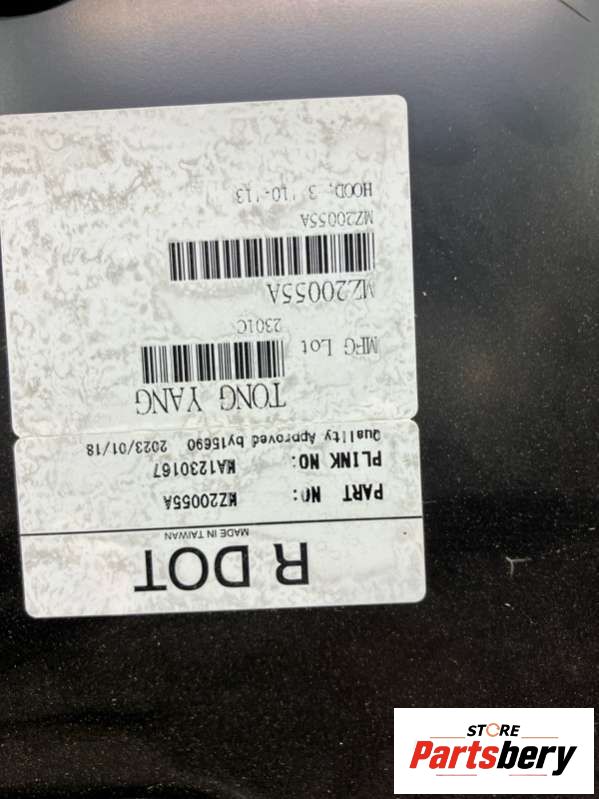 R DOT
MADE IN TAIWAN
PART NO: MZ20055A
PLINK NO: MA1230167
Quality Approved by15690 2023/01/18
TONG YANG
MFG Lot
2301C
MZ20055A
MZ20055A
HOOD, 3 '10-'13
STORE
Partsbery